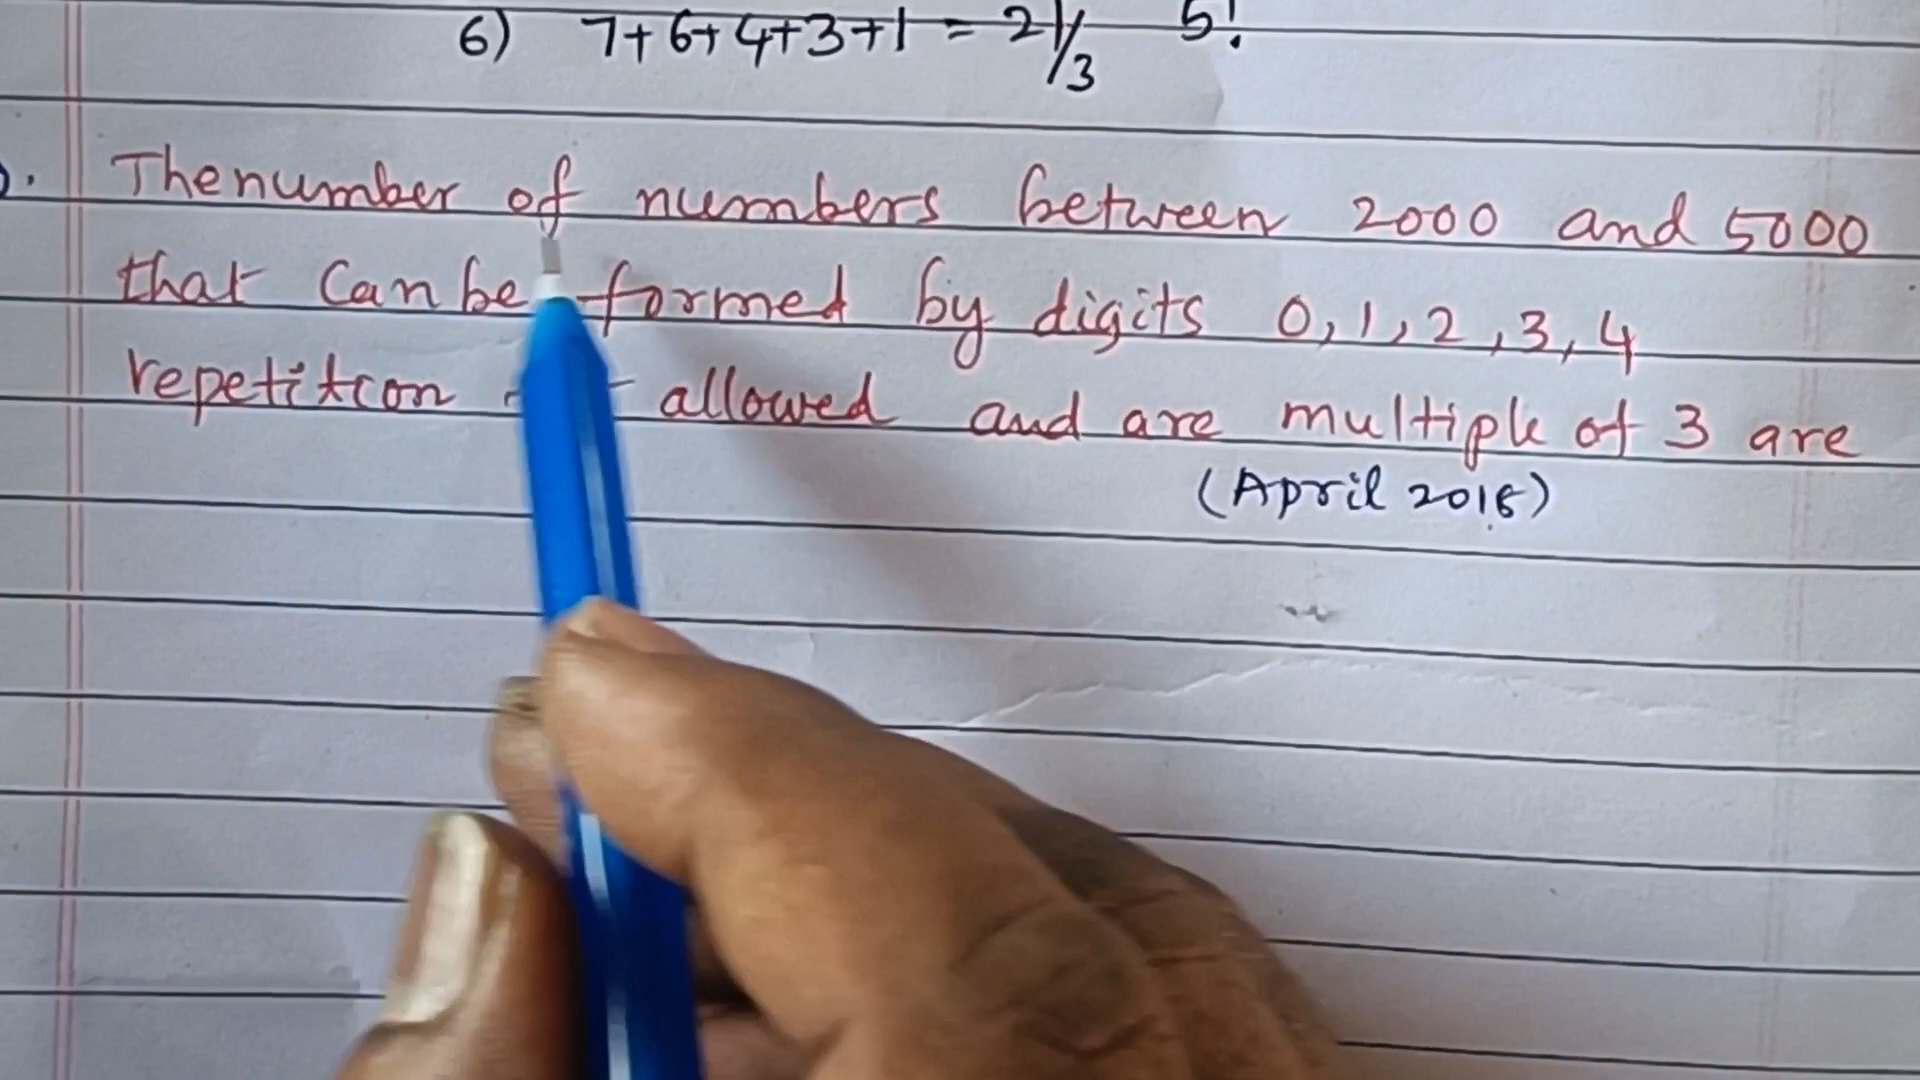 6) 7+6+4+3+1 = 21/3 5!
The number of numbers between 2000 and 5000
that can be formed by digits 0,1,2,3,4
repetition allowed and are multiple of 3 are
(April 2018)